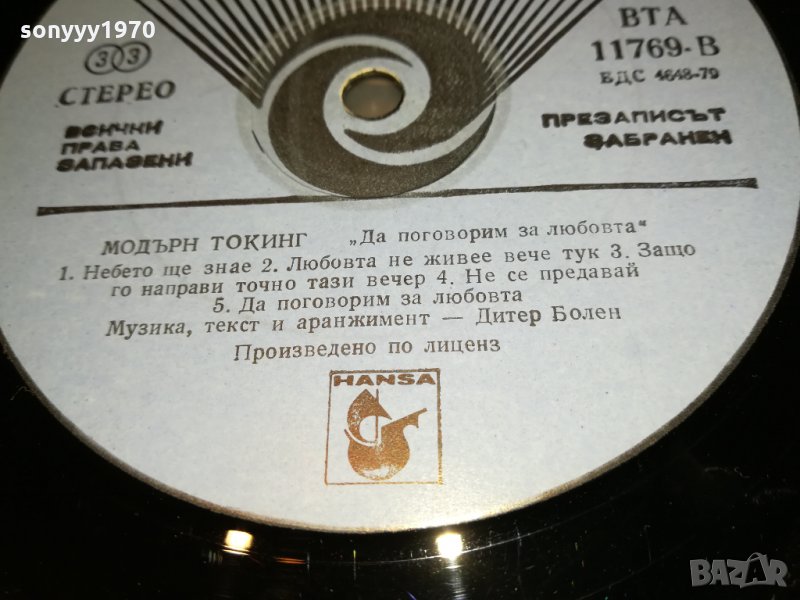 sonyyy1970
33
СТЕРЕО
ВСИЧКИ
ПРАВА
ЗАПАЗЕНИ
ВТА
11769-В
БДС 4648-79
ПРЕЗАПИСЪТ
ЗАБРАНЕН
МОДЪРН ТОКИНГ „Да поговорим за любовта“
1. Небето ще знае 2. Любовта не живее вече тук 3. Защо
го направи точно тази вечер 4. Не се предавай
5. Да поговорим за любовта
Музика, текст и аранжимент — Дитер Болен
Произведено по лиценз
HANSA
BAZAR